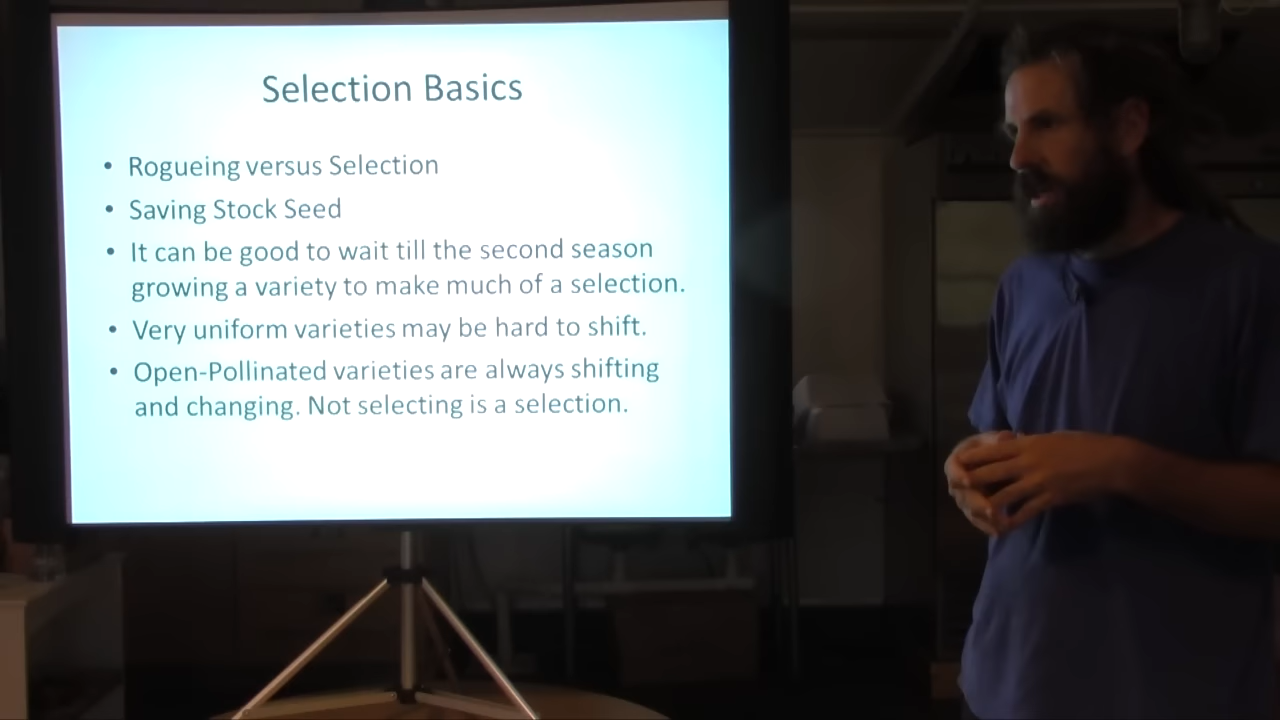 Selection Basics
• Rogueing versus Selection
• Saving Stock Seed
• It can be good to wait till the second season
growing a variety to make much of a selection.
• Very uniform varieties may be hard to shift.
• Open-Pollinated varieties are always shifting
and changing. Not selecting is a selection.